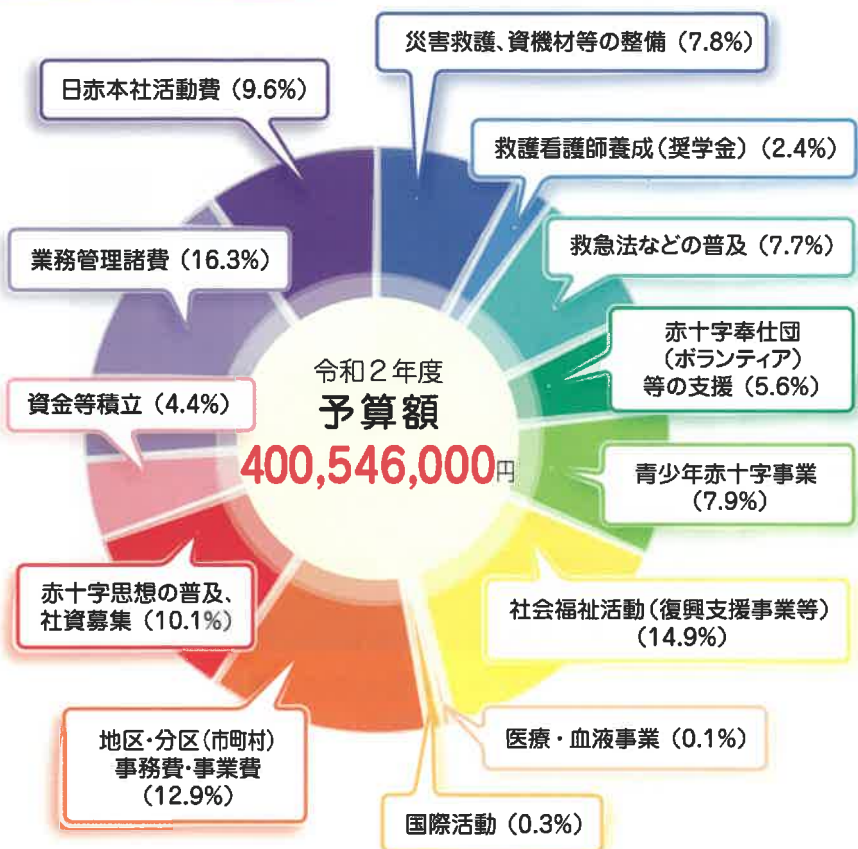 災害救護、資機材等の整備（7.8%）
日赤本社活動費（9.6%）
救護看護師養成（奨学金）（2.4%）
業務管理諸費（16.3%）
救急法などの普及（7.7%）
赤十字奉仕団
（ボランティア）
等の支援（5.6%）
令和2年度
予算額
400,546,000円
資金等積立（4.4%）
青少年赤十字事業
（7.9%）
赤十字思想の普及、
社資募集（10.1%）
社会福祉活動（復興支援事業等）
（14.9%）
地区・分区（市町村）
事務費・事業費
（12.9%）
医療・血液事業（0.1%）
国際活動（0.3%）